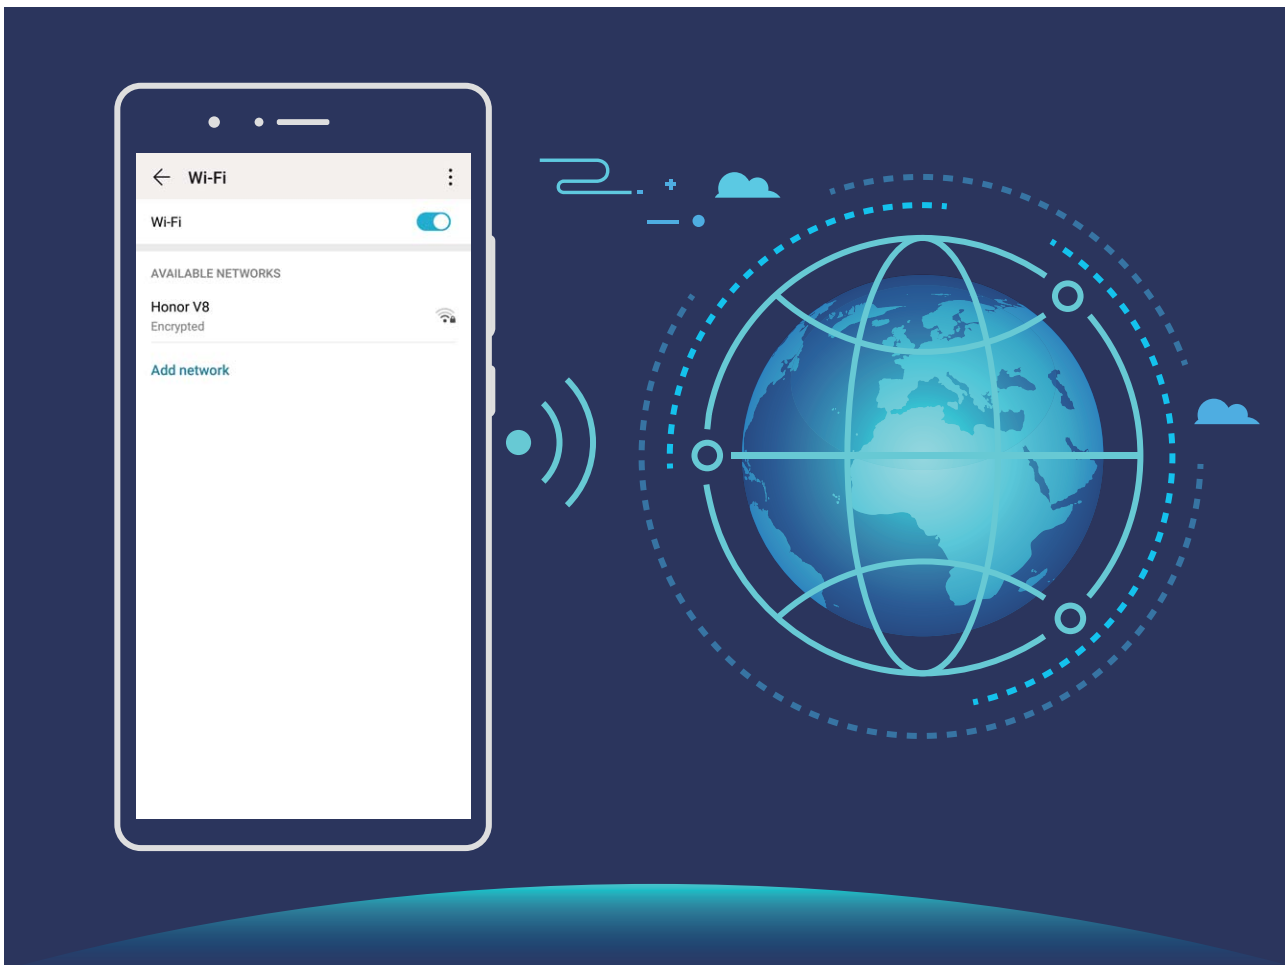 Wi-Fi
Wi-Fi
AVAILABLE NETWORKS
Honor V8
Encrypted
Add network